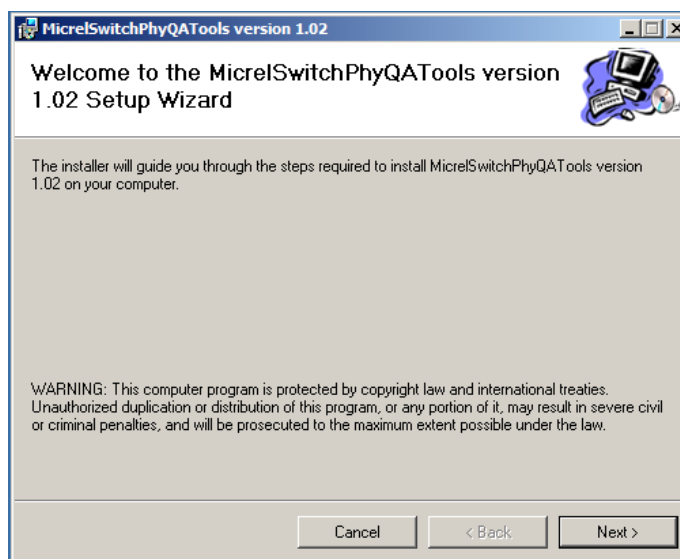 MicrelSwitchPhyQATools version 1.02
Welcome to the MicrelSwitchPhyQATools version
1.02 Setup Wizard
The installer will guide you through the steps required to install MicrelSwitchPhyQATools version
1.02 on your computer.
WARNING: This computer program is protected by copyright law and international treaties.
Unauthorized duplication or distribution of this program, or any portion of it, may result in severe civil
or criminal penalties, and will be prosecuted to the maximum extent possible under the law.
Cancel < Back Next >